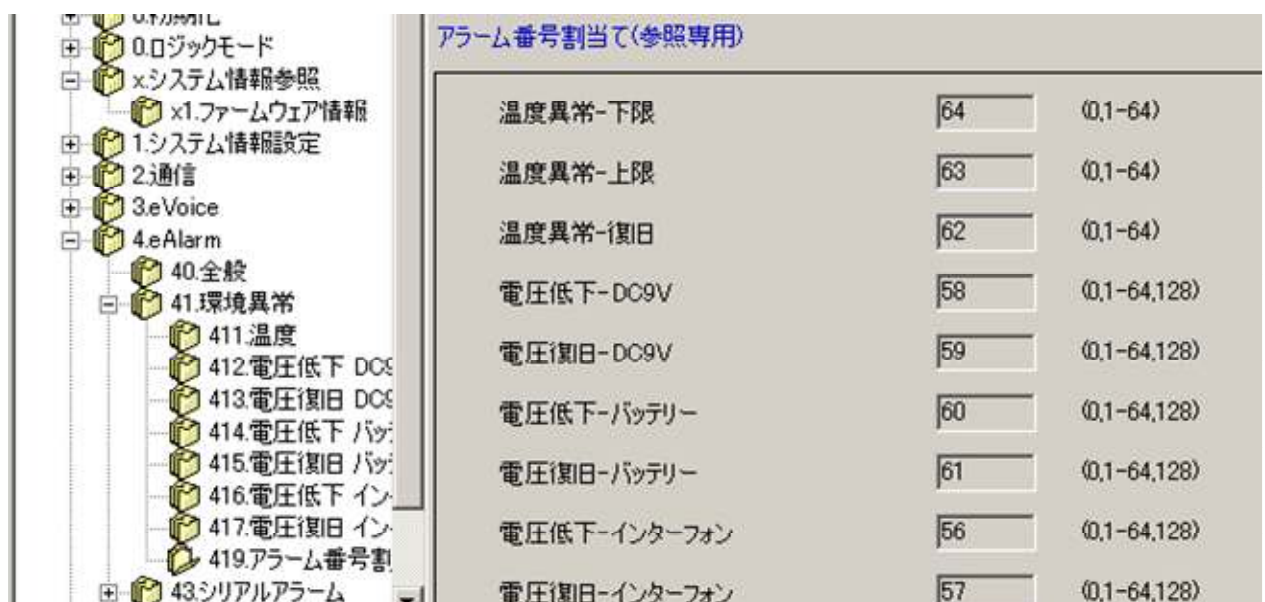 0.初期化
0.ロジックモード
x.システム情報参照
x1.ファームウェア情報
1.システム情報設定
2.通信
3.eVoice
4.eAlarm
40.全般
41.環境異常
411.温度
412.電圧低下 DC9
413.電圧復旧 DC9
414.電圧低下 バッテ
415.電圧復旧 バッテ
416.電圧低下 イン
417.電圧復旧 イン
419.アラーム番号割
43.シリアルアラーム
アラーム番号割当て(参照専用)
温度異常-下限 64 (0,1-64)
温度異常-上限 63 (0,1-64)
温度異常-復旧 62 (0,1-64)
電圧低下-DC9V 58 (0,1-64,128)
電圧復旧-DC9V 59 (0,1-64,128)
電圧低下-バッテリー 60 (0,1-64,128)
電圧復旧-バッテリー 61 (0,1-64,128)
電圧低下-インターフォン 56 (0,1-64,128)
電圧復旧-インターフォン 57 (0,1-64,128)